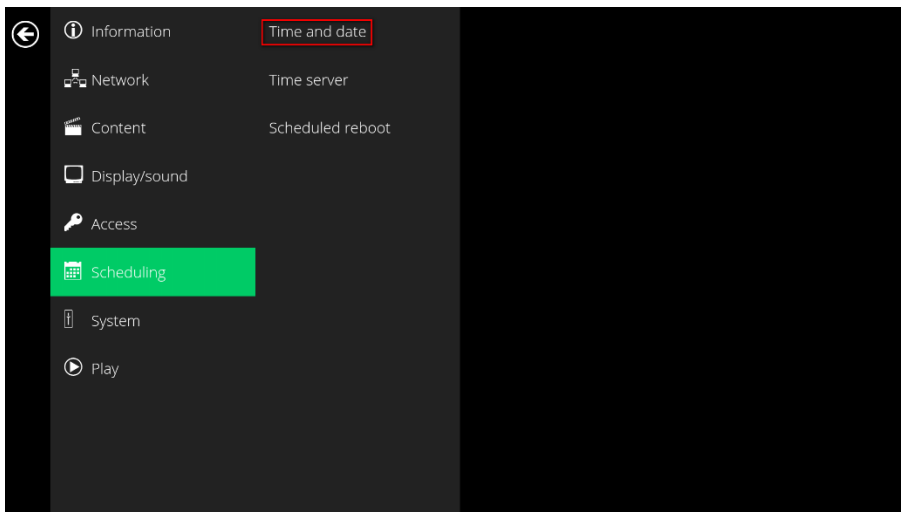 Information
Network
Content
Display/sound
Access
Scheduling
System
Play
Time and date
Time server
Scheduled reboot